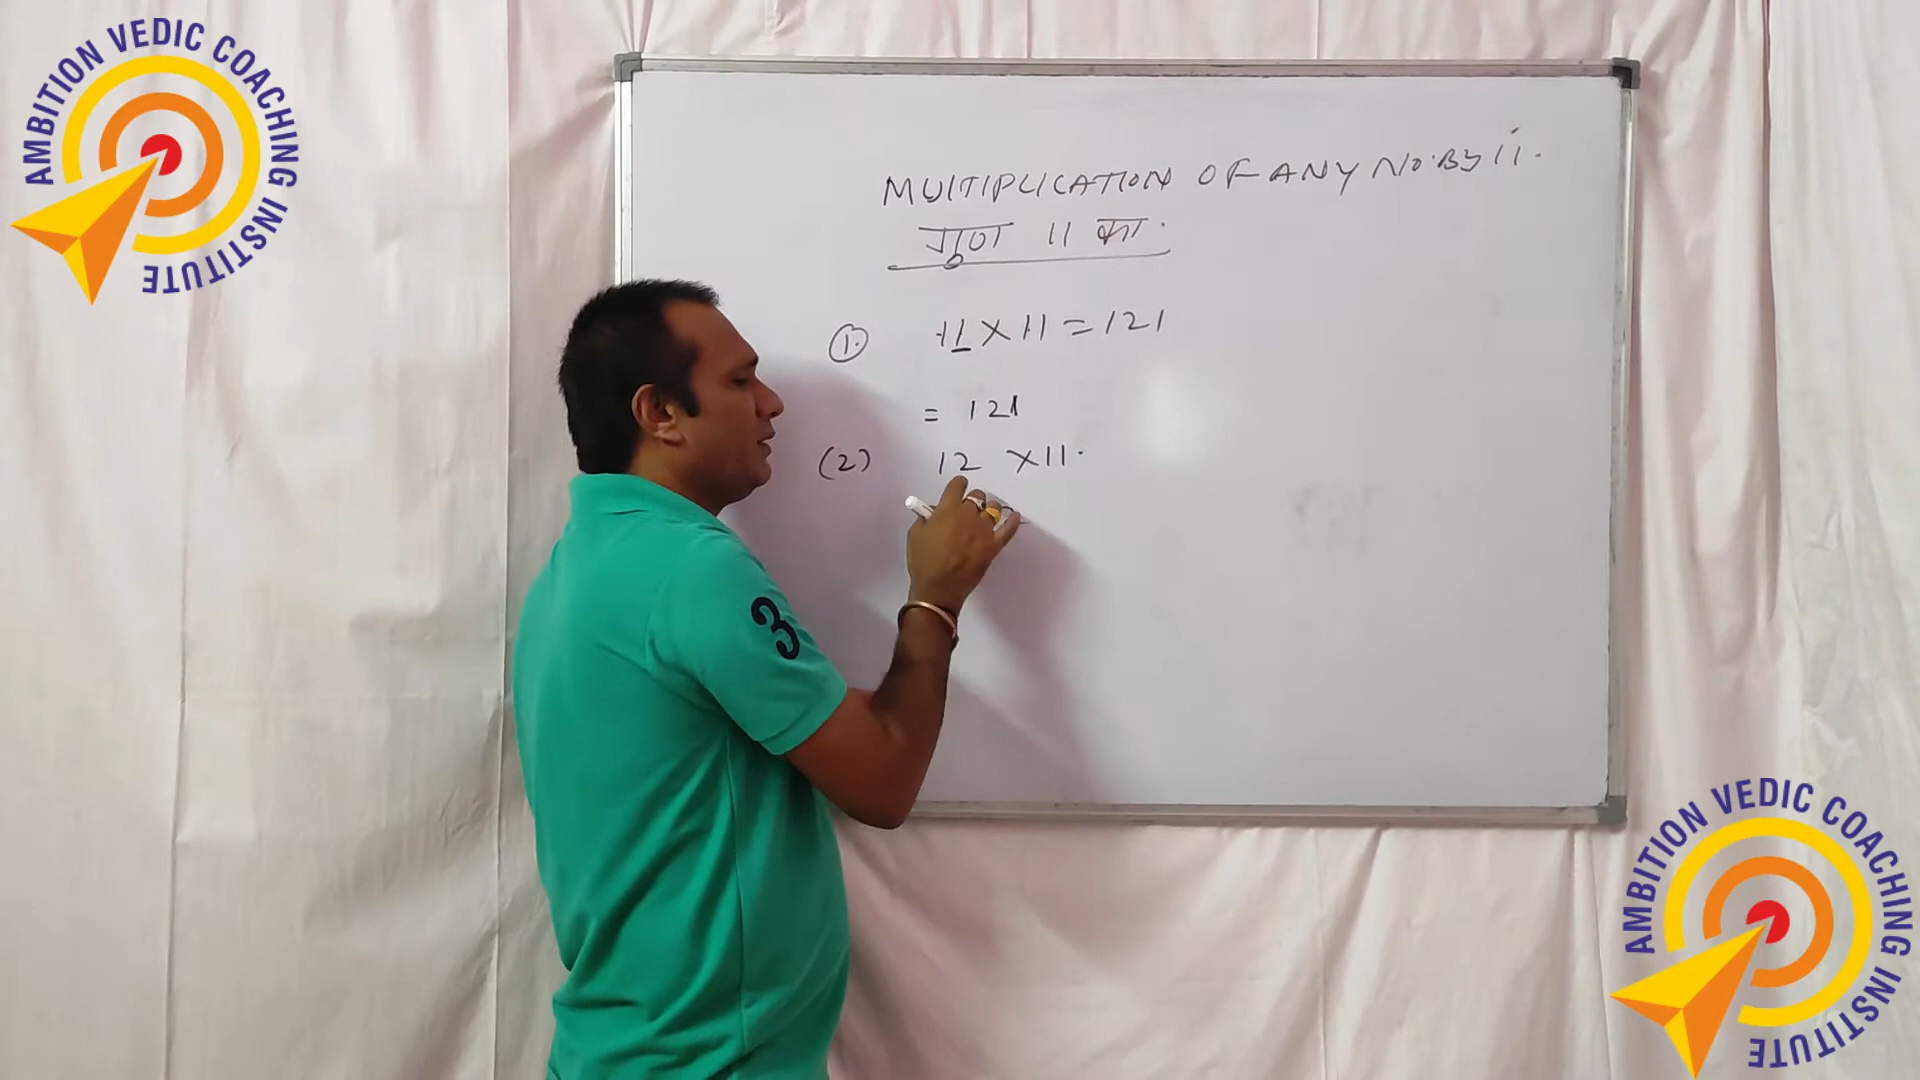 AMBITION VEDIC COACHING INSTITUTE
MULTIPLICATION OF ANY NO. BY 11.
गुणा 11 का.
1. 11 X 11 = 121
= 121
(2) 12 X 11.
3
AMBITION VEDIC COACHING INSTITUTE